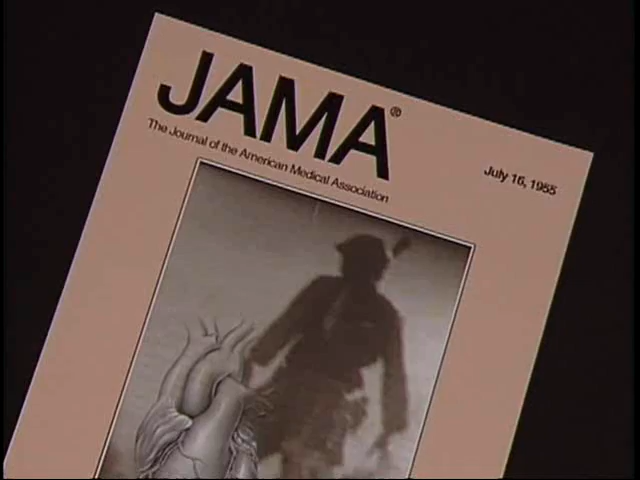 JAMA®
The Journal of the American Medical Association
July 16, 1955